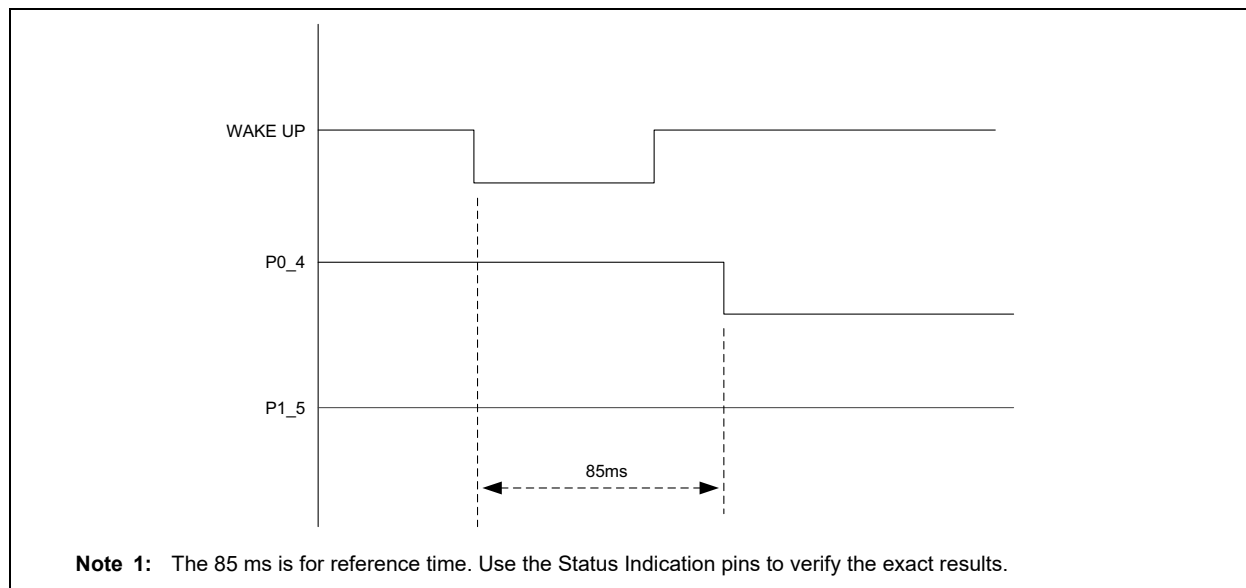 WAKE UP
P0_4
P1_5
85ms
Note 1: The 85 ms is for reference time. Use the Status Indication pins to verify the exact results.